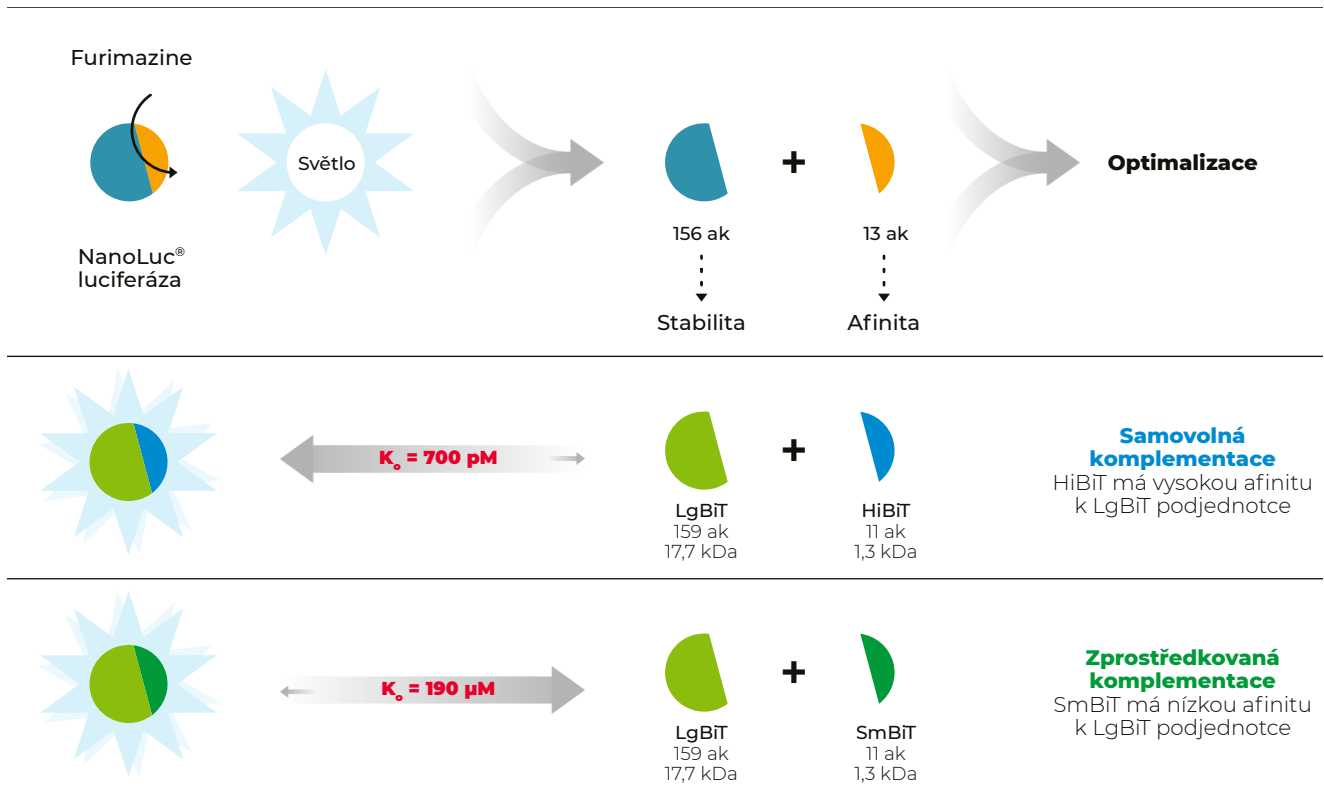 Furimazine
Světlo
NanoLuc®
luciferáza
+
156 ak
13 ak
Stabilita
Afinita
Optimalizace
Ko = 700 pM
+
LgBiT
159 ak
17,7 kDa
HiBiT
11 ak
1,3 kDa
Samovolná
komplementace
HiBiT má vysokou afinitu
k LgBiT podjednotce
Ko = 190 µM
+
LgBiT
159 ak
17,7 kDa
SmBiT
11 ak
1,3 kDa
Zprostředkovaná
komplementace
SmBiT má nízkou afinitu
k LgBiT podjednotce